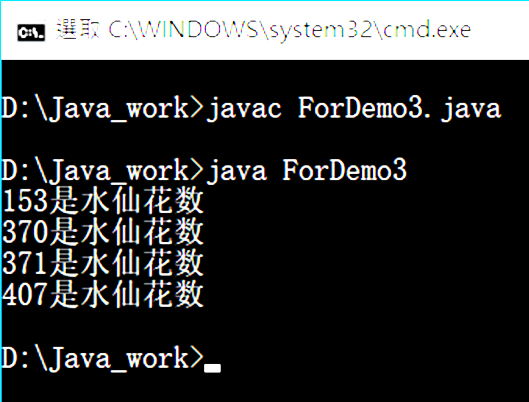 選取 C:\WINDOWS\system32\cmd.exe
D:\Java_work>javac ForDemo3.java
D:\Java_work>java ForDemo3
153是水仙花数
370是水仙花数
371是水仙花数
407是水仙花数
D:\Java_work>